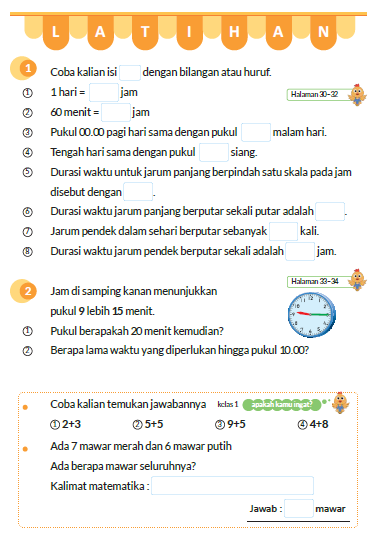 LATIHAN
1 Coba kalian isi dengan bilangan atau huruf.
① 1 hari = jam
Halaman 30-32
② 60 menit = jam
③ Pukul 00.00 pagi hari sama dengan pukul malam hari.
④ Tengah hari sama dengan pukul siang.
⑤ Durasi waktu untuk jarum panjang berpindah satu skala pada jam
disebut dengan .
⑥ Durasi waktu jarum panjang berputar sekali putar adalah .
⑦ Jarum pendek dalam sehari berputar sebanyak kali.
⑧ Durasi waktu jarum pendek berputar sekali adalah jam.
Halaman 33-34
2 Jam di samping kanan menunjukkan
pukul 9 lebih 15 menit.
① Pukul berapakah 20 menit kemudian?
② Berapa lama waktu yang diperlukan hingga pukul 10.00?
Coba kalian temukan jawabannya kelas 1 apakah kamu ingat?
① 2+3 ② 5+5 ③ 9+5 ④ 4+8
Ada 7 mawar merah dan 6 mawar putih
Ada berapa mawar seluruhnya?
Kalimat matematika :
Jawab : mawar